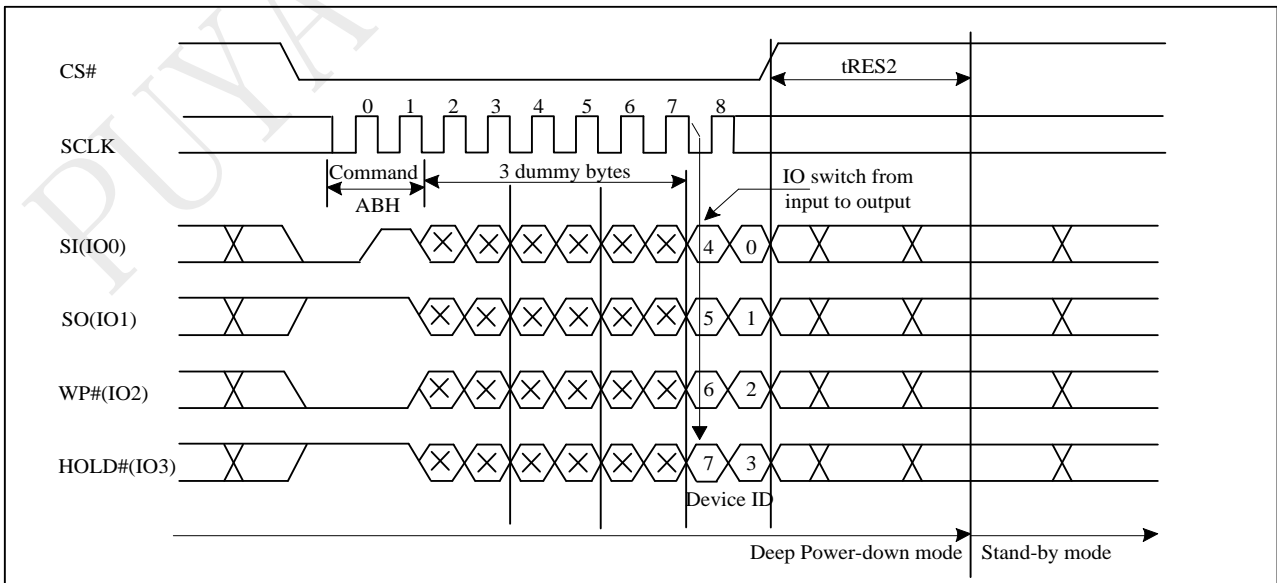 PUYA
CS#
tRES2
0 1 2 3 4 5 6 7 8
SCLK
Command
ABH
3 dummy bytes
IO switch from
input to output
SI(IO0)
4 0
SO(IO1)
5 1
WP#(IO2)
6 2
HOLD#(IO3)
7 3
Device ID
Deep Power-down mode
Stand-by mode